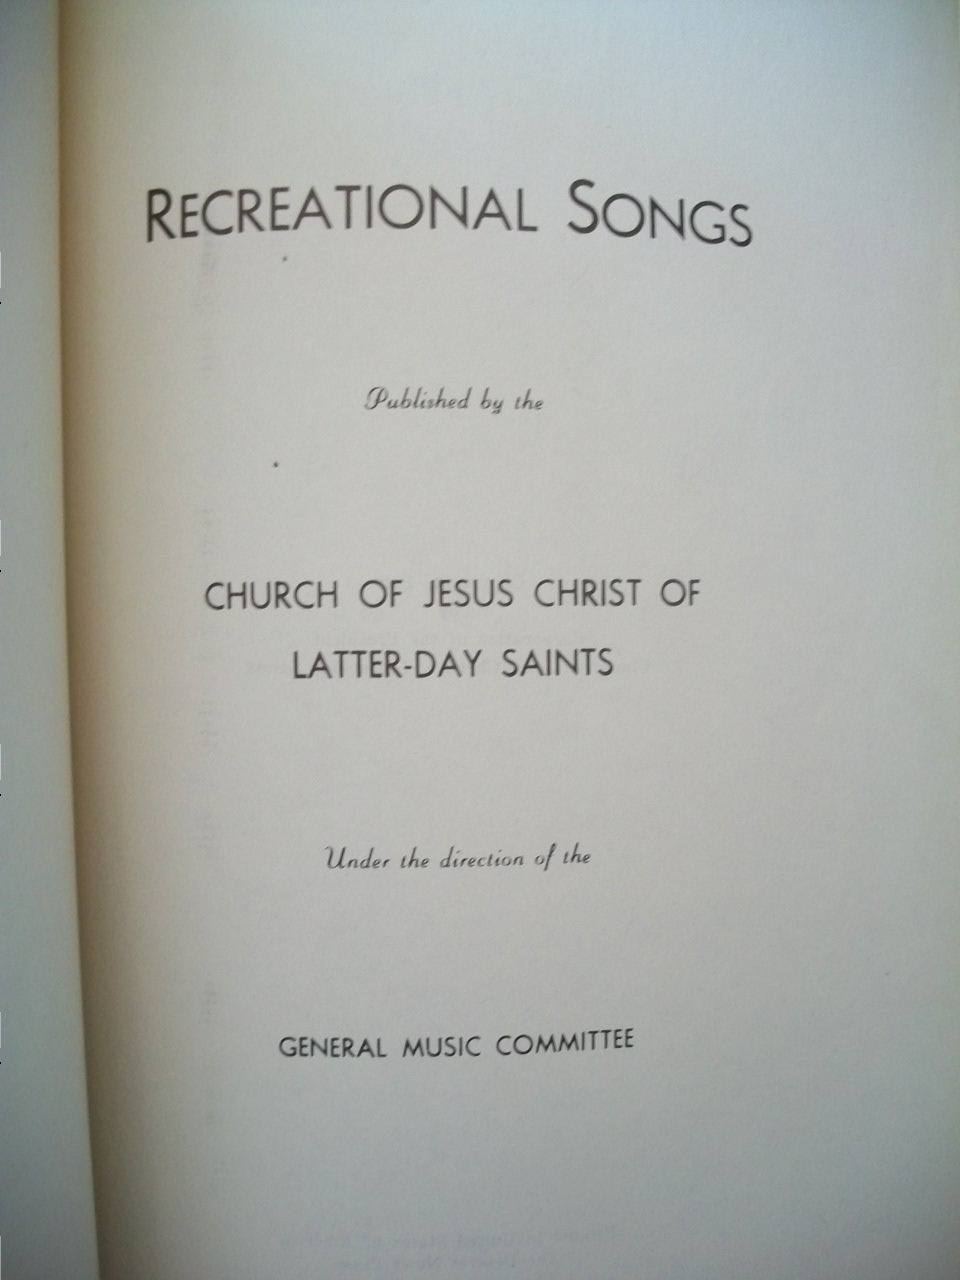 RECREATIONAL SONGS
Published by the
CHURCH OF JESUS CHRIST OF
LATTER-DAY SAINTS
Under the direction of the
GENERAL MUSIC COMMITTEE